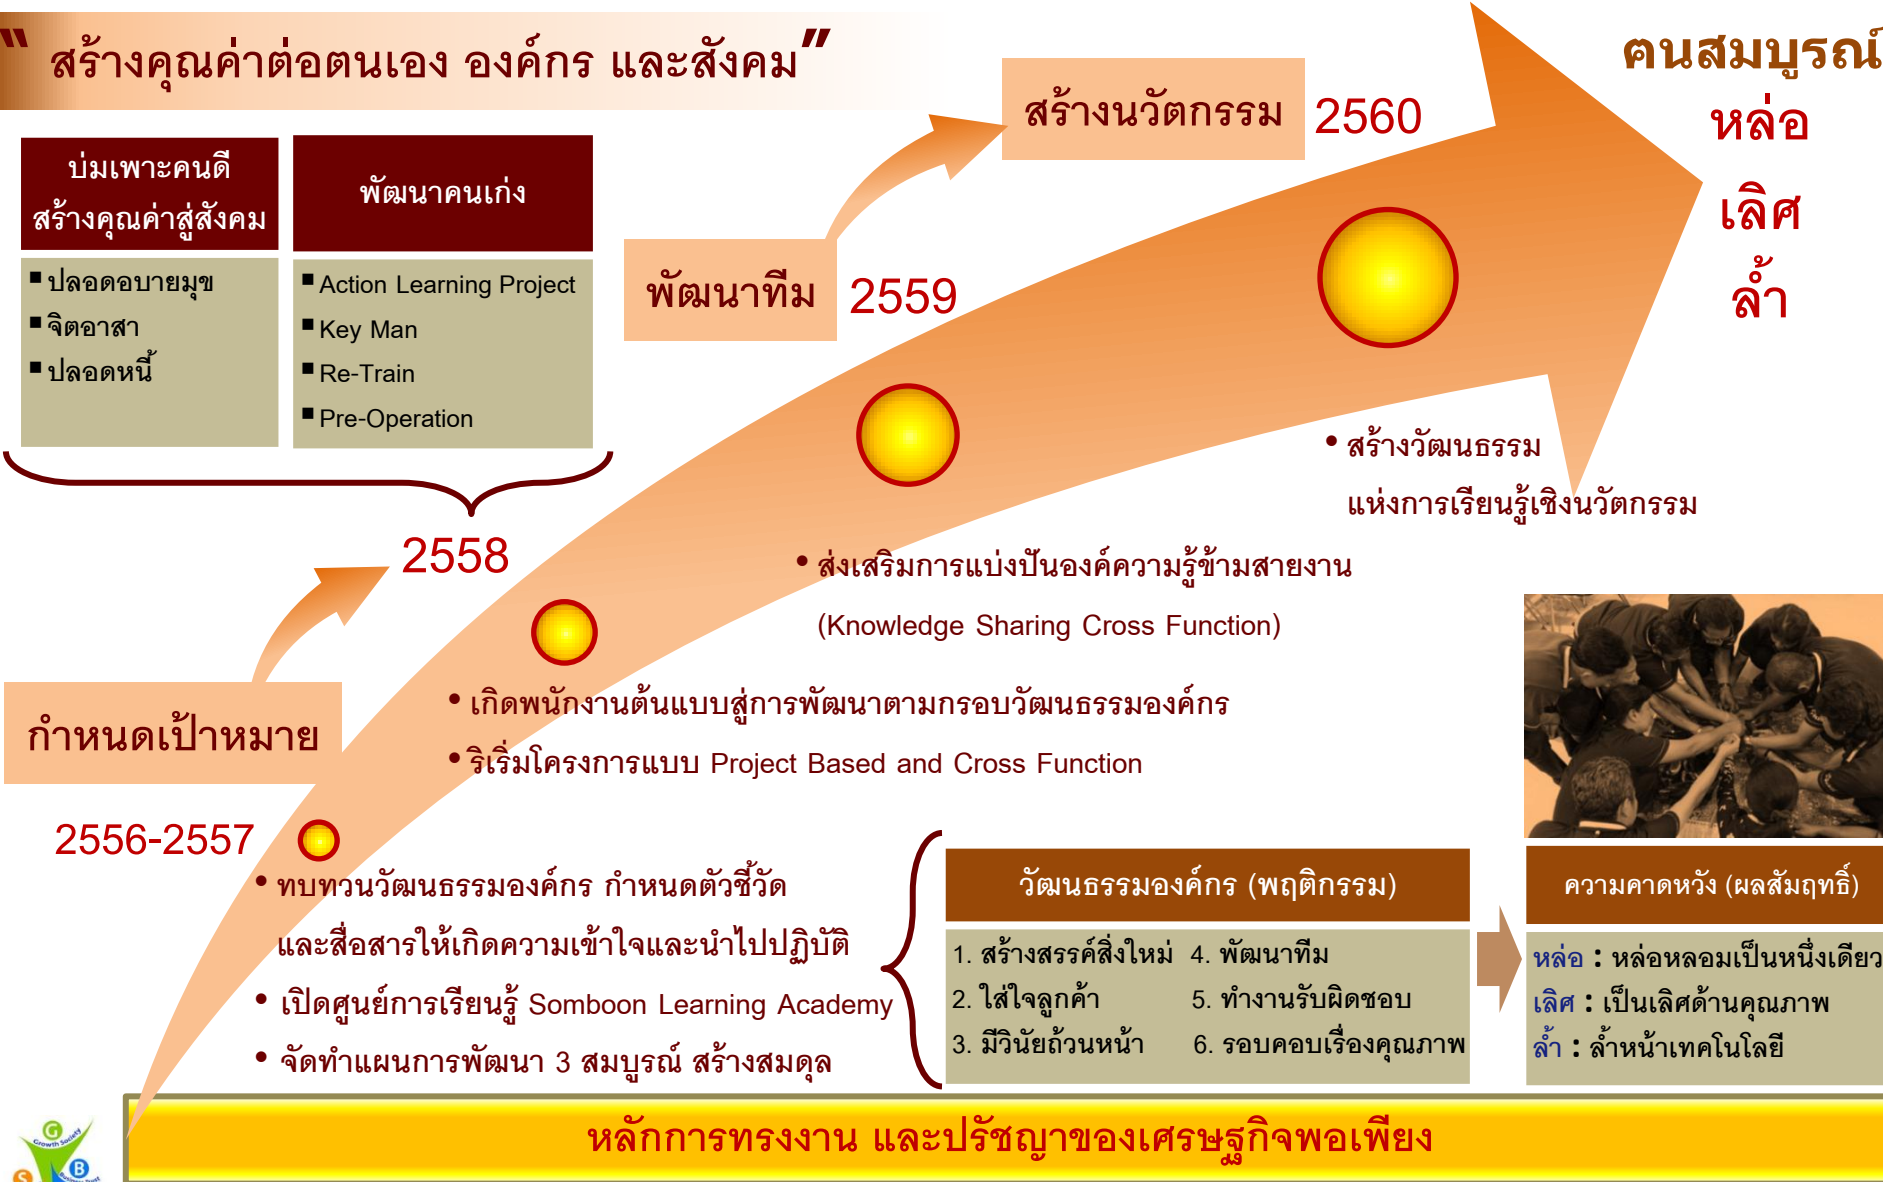 " สร้างคุณค่าต่อตนเอง องค์กร และสังคม"
คนสมบูรณ์
หล่อ
เลิศ
ล้ำ
สร้างนวัตกรรม 2560
บ่มเพาะคนดี
สร้างคุณค่าสู่สังคม
▪ ปลอดอบายมุข
▪ จิตอาสา
▪ ปลอดหนี้
พัฒนาคนเก่ง
▪ Action Learning Project
▪ Key Man
▪ Re-Train
▪ Pre-Operation
พัฒนาทีม 2559
• สร้างวัฒนธรรม
แห่งการเรียนรู้เชิงนวัตกรรม
2558
• ส่งเสริมการแบ่งปันองค์ความรู้ข้ามสายงาน
(Knowledge Sharing Cross Function)
กำหนดเป้าหมาย
• เกิดพนักงานต้นแบบสู่การพัฒนาตามกรอบวัฒนธรรมองค์กร
• ริเริ่มโครงการแบบ Project Based and Cross Function
2556-2557
• ทบทวนวัฒนธรรมองค์กร กำหนดตัวชี้วัด
และสื่อสารให้เกิดความเข้าใจและนำไปปฏิบัติ
• เปิดศูนย์การเรียนรู้ Somboon Learning Academy
• จัดทำแผนการพัฒนา 3 สมบูรณ์ สร้างสมดุล
วัฒนธรรมองค์กร (พฤติกรรม)
1. สร้างสรรค์สิ่งใหม่ 4. พัฒนาทีม
2. ใส่ใจลูกค้า 5. ทำงานรับผิดชอบ
3. มีวินัยถ้วนหน้า 6. รอบคอบเรื่องคุณภาพ
ความคาดหวัง (ผลสัมฤทธิ์)
หล่อ : หล่อหลอมเป็นหนึ่งเดียว
เลิศ : เป็นเลิศด้านคุณภาพ
ล้ำ : ล้ำหน้าเทคโนโลยี
หลักการทรงงาน และปรัชญาของเศรษฐกิจพอเพียง
G
Growth Society
S
B